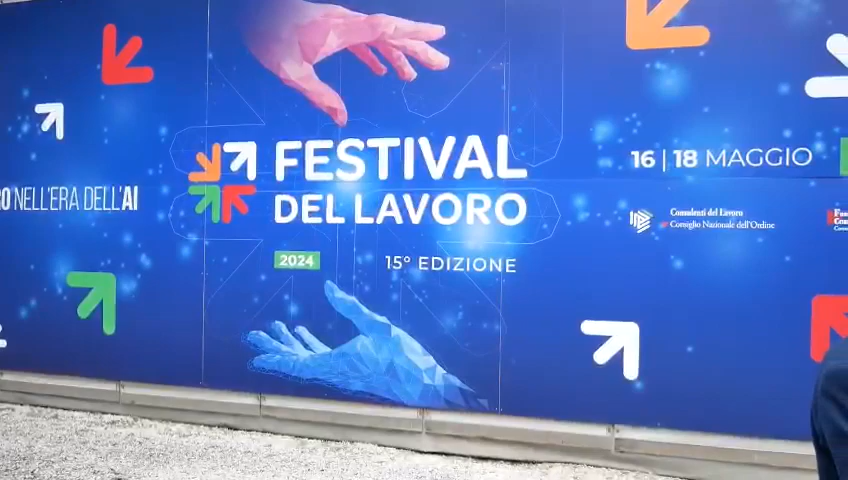 NELL'ERA DELL'AI
FESTIVAL
DEL LAVORO
2024
15° EDIZIONE
16 | 18 MAGGIO
Consulenti del Lavoro
Consiglio Nazionale dell'Ordine